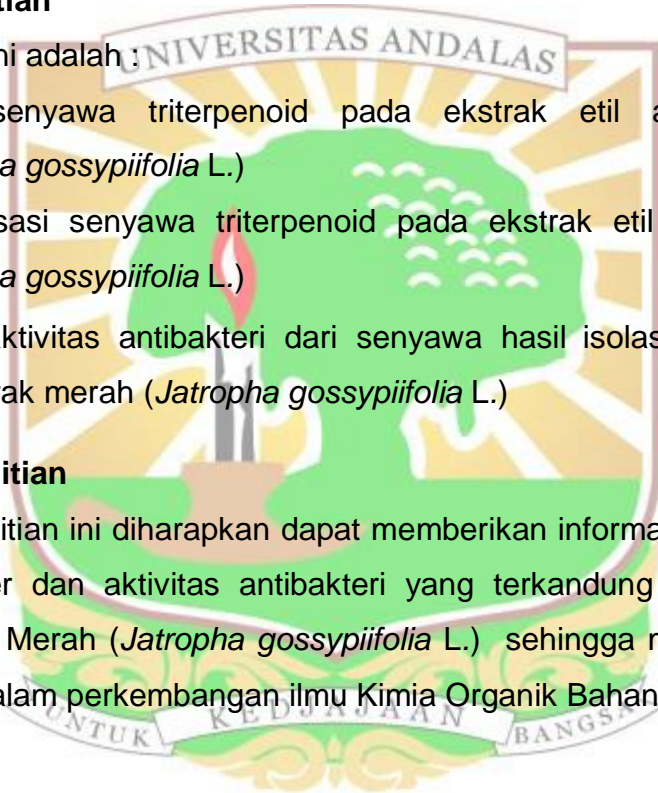 itian
ni adalah :
UNIVERSITAS ANDALAS
senyawa triterpenoid pada ekstrak etil a
a gossypiifolia L.)
sasi senyawa triterpenoid pada ekstrak etil
a gossypiifolia L.)
ktivitas antibakteri dari senyawa hasil isolas
ak merah (Jatropha gossypiifolia L.)
itian
itian ini diharapkan dapat memberikan informa
er dan aktivitas antibakteri yang terkandung
Merah (Jatropha gossypiifolia L.) sehingga m
alam perkembangan ilmu Kimia Organik Bahan
UNTUK KEDJAJAAN BANGSA